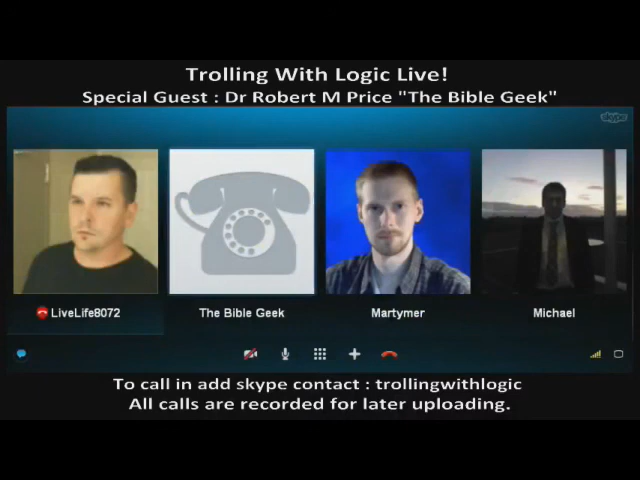 Trolling With Logic Live!
Special Guest : Dr Robert M Price "The Bible Geek"
skype
LiveLife8072
The Bible Geek
Martymer
Michael
To call in add skype contact : trollingwithlogic
All calls are recorded for later uploading.